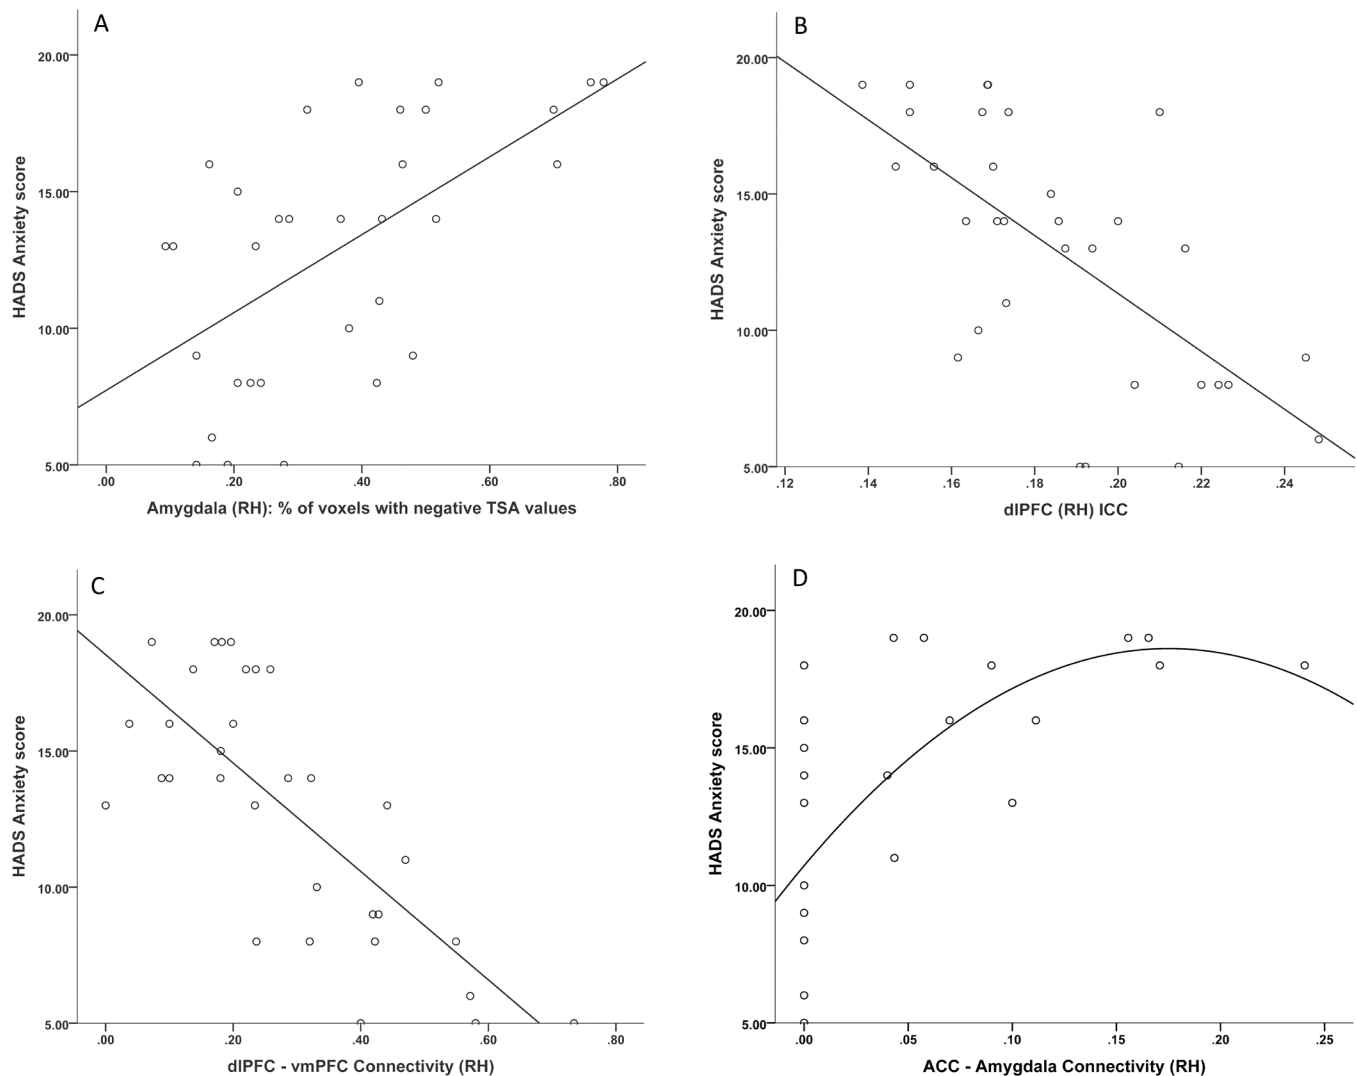 A
20.00
15.00
10.00
5.00
HADS Anxiety score
.00 .20 .40 .60 .80
Amygdala (RH): % of voxels with negative TSA values
B
20.00
15.00
10.00
5.00
HADS Anxiety score
.12 .14 .16 .18 .20 .22 .24
dlPFC (RH) ICC
C
20.00
15.00
10.00
5.00
HADS Anxiety score
.00 .20 .40 .60 .80
dlPFC - vmPFC Connectivity (RH)
D
20.00
15.00
10.00
5.00
HADS Anxiety score
.00 .05 .10 .15 .20 .25
ACC - Amygdala Connectivity (RH)